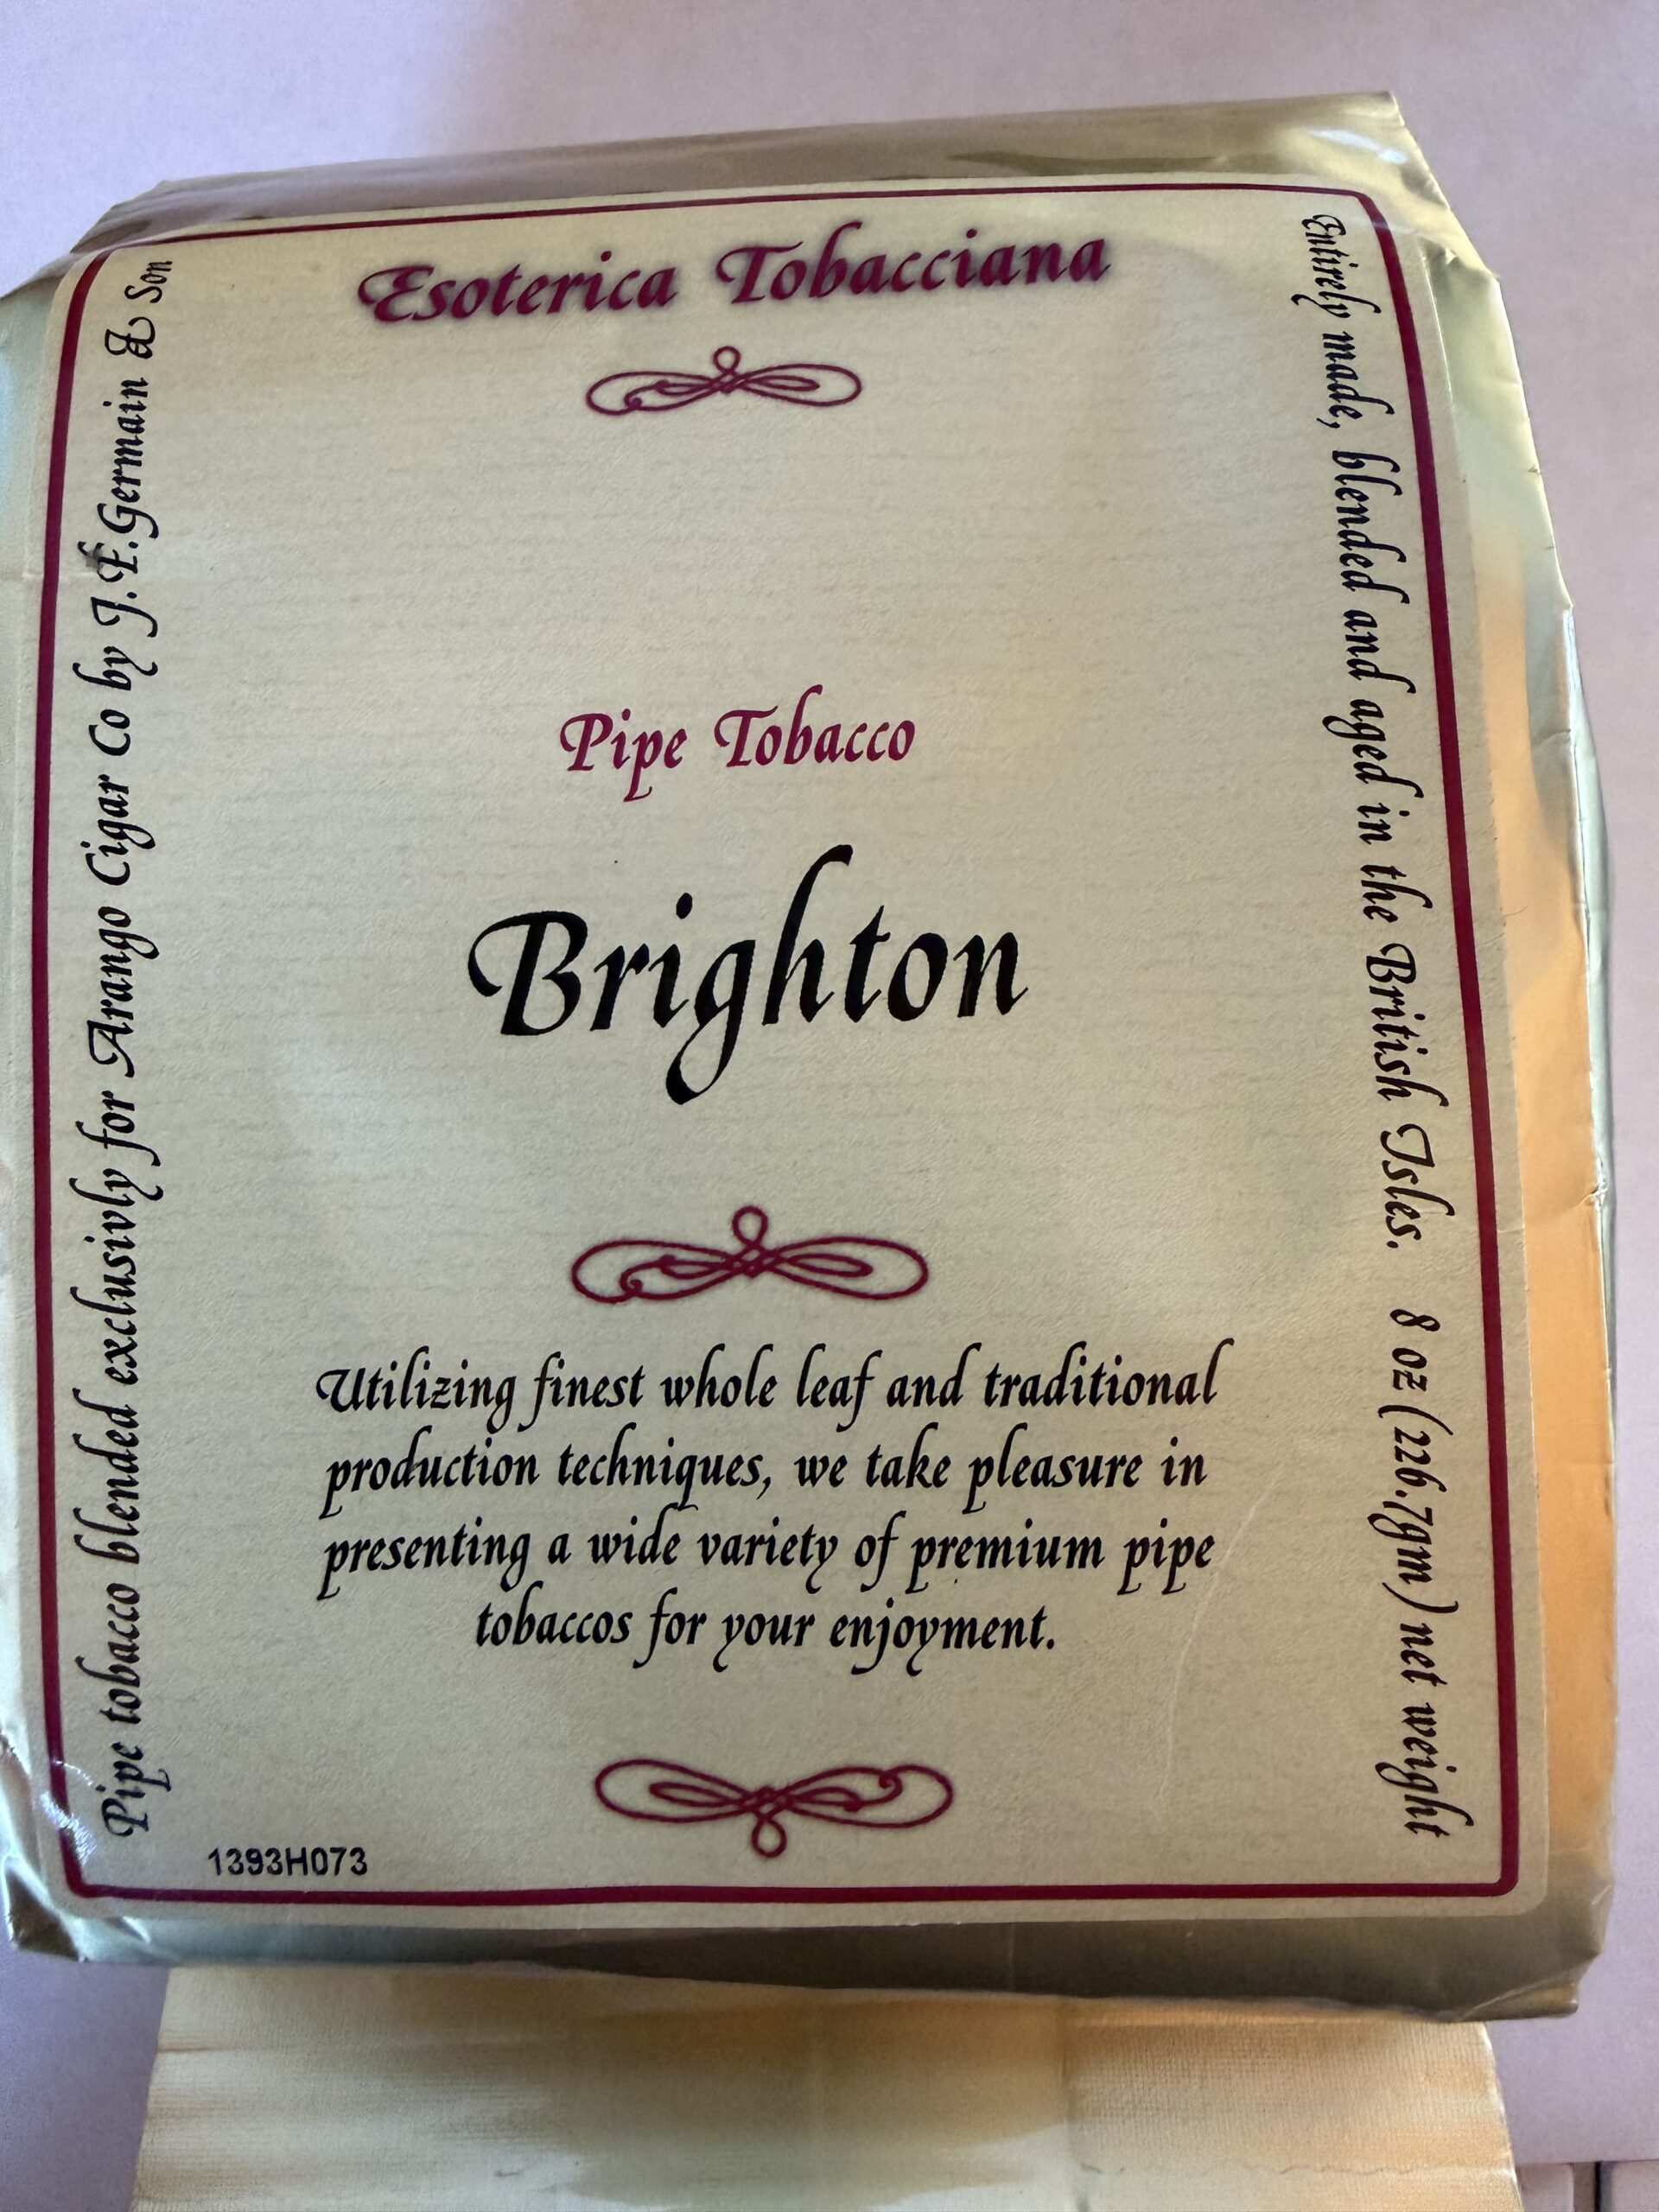 Esoterica Tobacciana
Pipe Tobacco
Brighton
Utilizing finest whole leaf and traditional
production techniques, we take pleasure in
presenting a wide variety of premium pipe
tobaccos for your enjoyment.
Pipe tobacco blended exclusivly for Arango Cigar Co by J.F.Germain & Son
Entirely made, blended and aged in the British Isles. 8 oz (226.7gm) net weight
1393H073